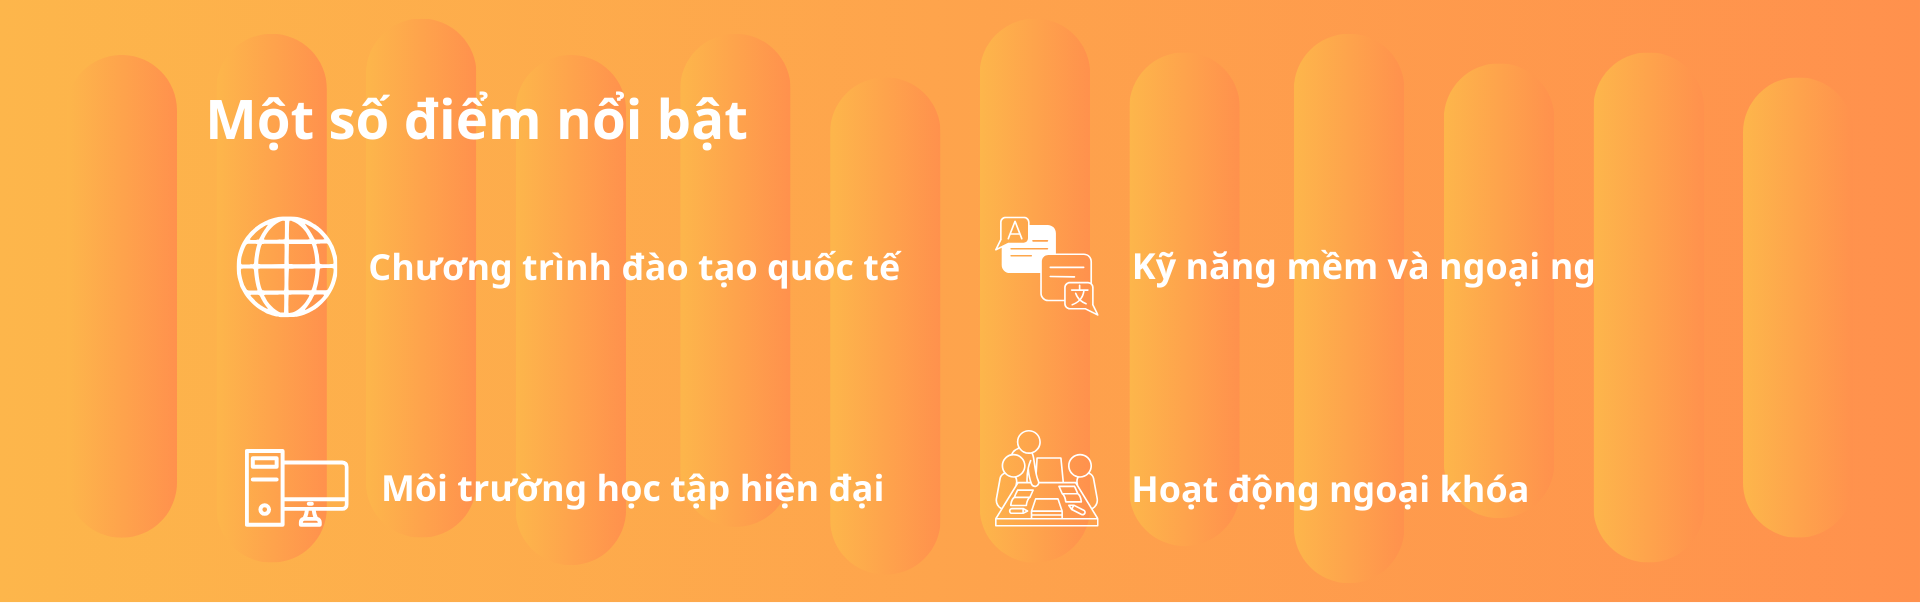 Một số điểm nổi bật
Chương trình đào tạo quốc tế
Kỹ năng mềm và ngoại ng
Môi trường học tập hiện đại
Hoạt động ngoại khóa
A
文